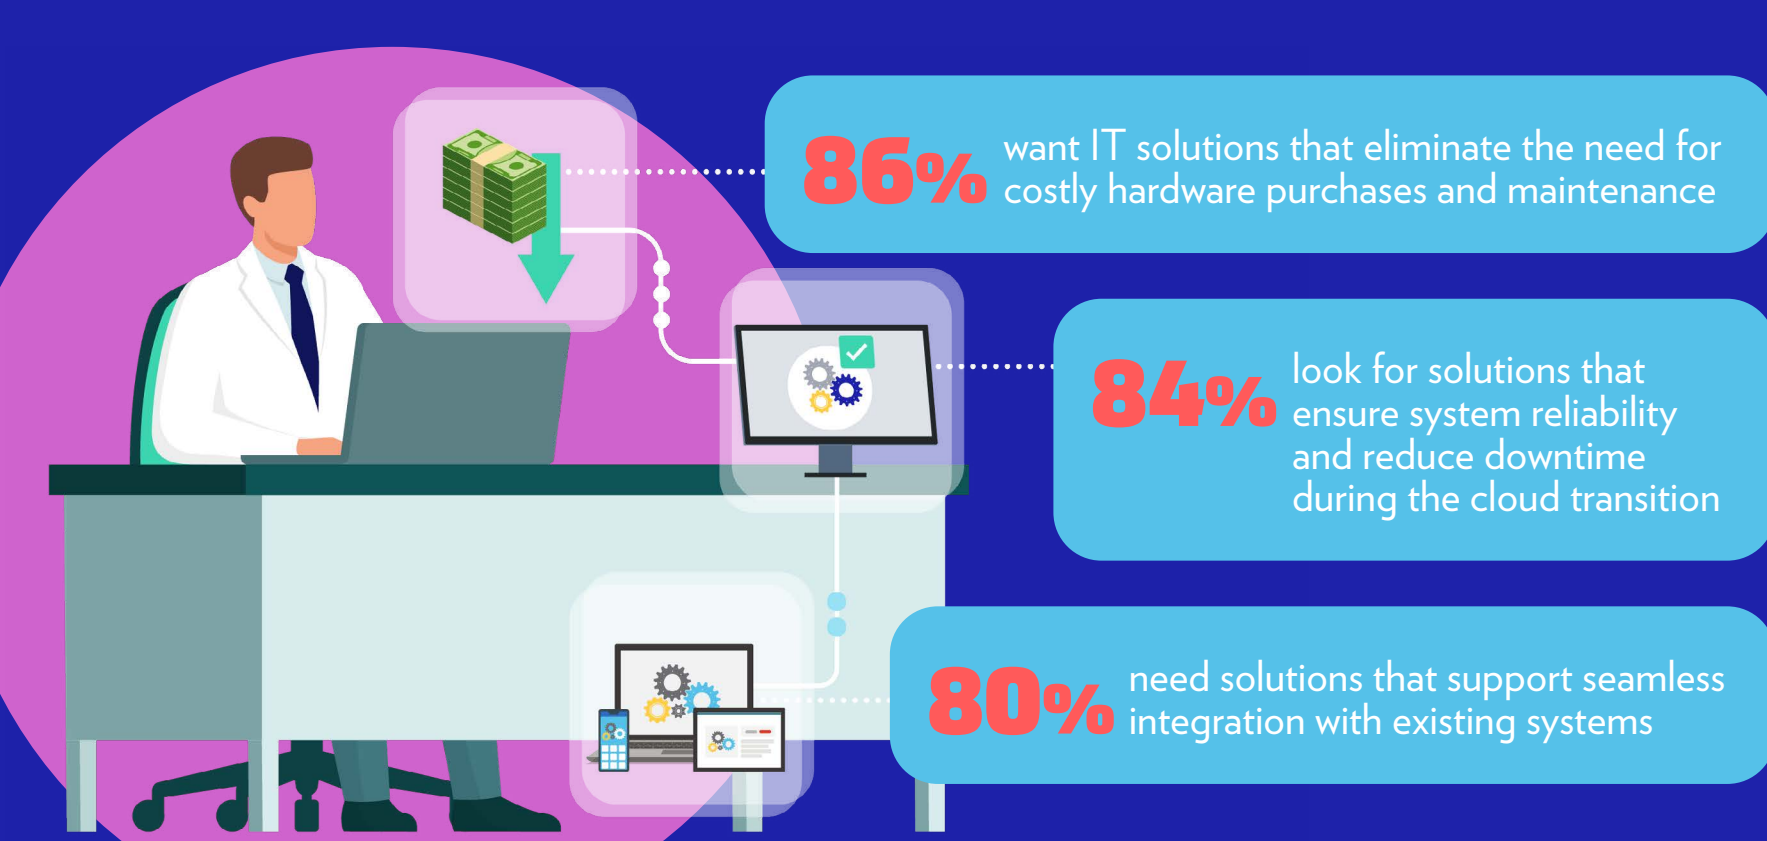 86% want IT solutions that eliminate the need for
costly hardware purchases and maintenance
84% look for solutions that
ensure system reliability
and reduce downtime
during the cloud transition
80% need solutions that support seamless
integration with existing systems